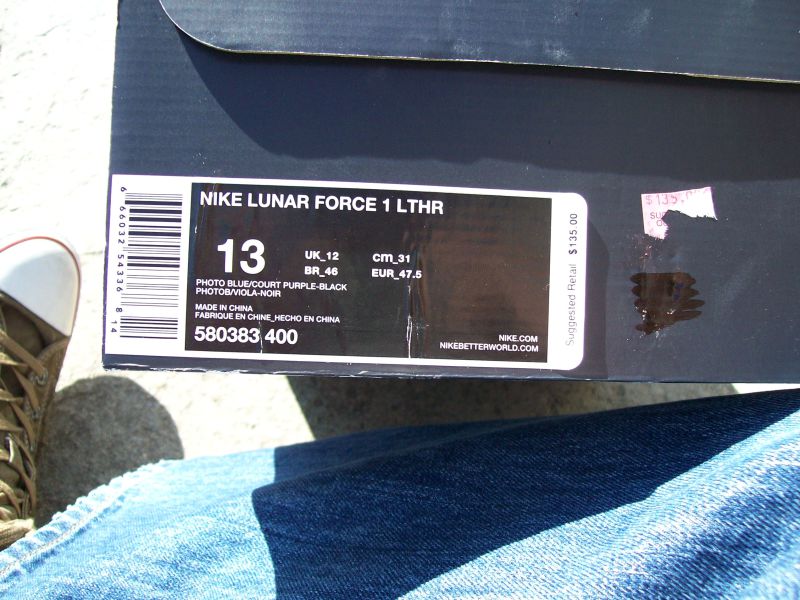 NIKE LUNAR FORCE 1 LTHR
13
UK_12
cm_31
BR_46
EUR_47.5
PHOTO BLUE/COURT PURPLE-BLACK
PHOTOB/VIOLA-NOIR
MADE IN CHINA
FABRIQUE EN CHINE_HECHO EN CHINA
580383 400
NIKE.COM
NIKEBETTERWORLD.COM
6 66032 54336 8 14
Suggested Retail $135.00
$135.
SU